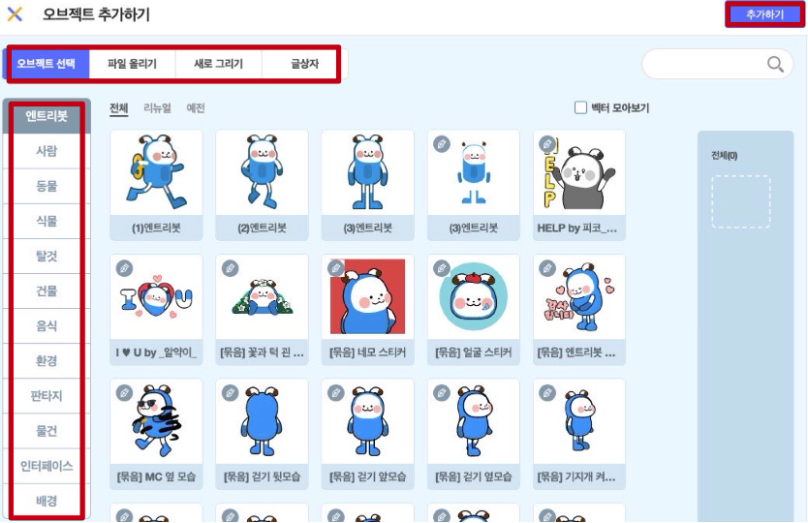 오브젝트 추가하기
추가하기
오브젝트 선택 파일 올리기 새로 그리기 글상자
엔트리봇
사람
동물
식물
탈것
건물
음식
환경
판타지
물건
인터페이스
배경
전체 리뉴얼 예전
벡터 모아보기
전체(0)
HELP
(1)엔트리봇 (2)엔트리봇 (3)엔트리봇 (3)엔트리봇 HELP by 피코_...
I U
감사
합니다
I ♥ U by _알약이_ [묶음] 꽃과 턱 괸 ... [묶음] 네모 스티커 [묶음] 얼굴 스티커 [묶음] 엔트리봇 ...
[묶음] MC 옆 모습 [묶음] 걷기 뒷모습 [묶음] 걷기 앞모습 [묶음] 걷기 옆모습 [묶음] 기지개 켜...